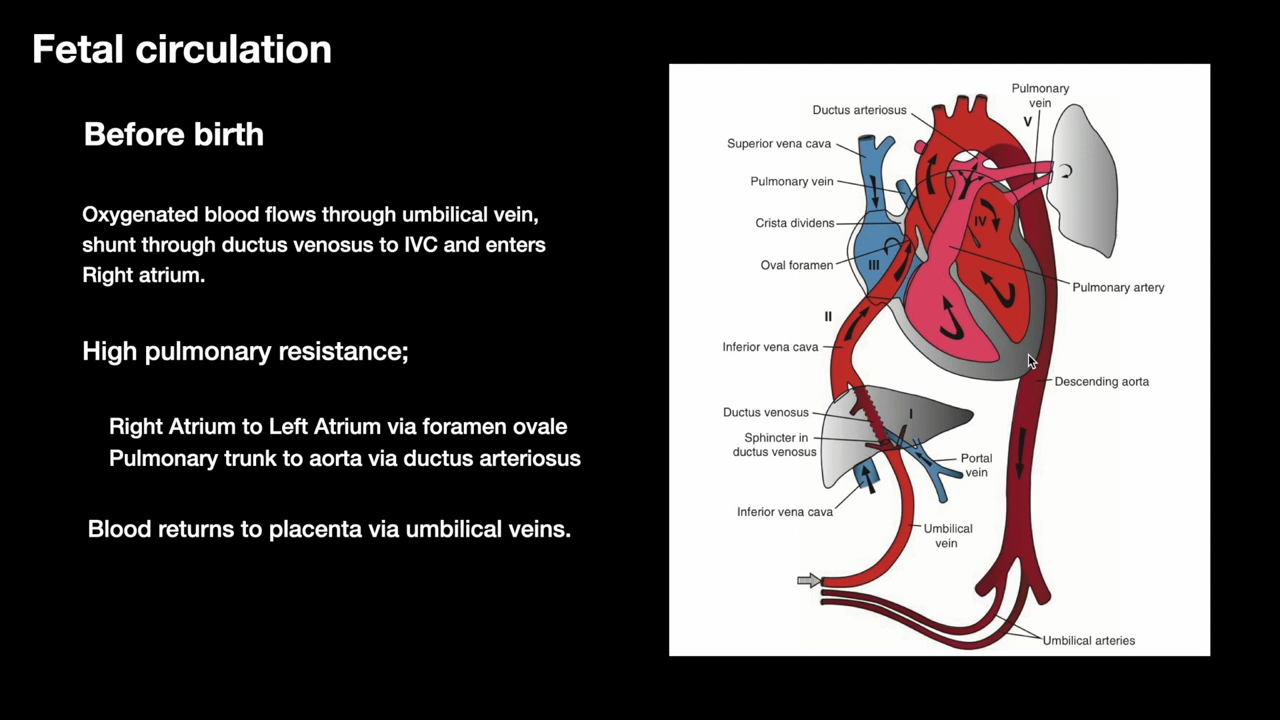 Fetal circulation
Before birth
Oxygenated blood flows through umbilical vein,
shunt through ductus venosus to IVC and enters
Right atrium.
High pulmonary resistance;
Right Atrium to Left Atrium via foramen ovale
Pulmonary trunk to aorta via ductus arteriosus
Blood returns to placenta via umbilical veins.
Pulmonary
vein
Ductus arteriosus
V
Superior vena cava
Pulmonary vein
Crista dividens
IV
Oval foramen
III
Pulmonary artery
II
Inferior vena cava
Descending aorta
Ductus venosus
I
Sphincter in
ductus venosus
Portal
vein
Inferior vena cava
Umbilical
vein
Umbilical arteries